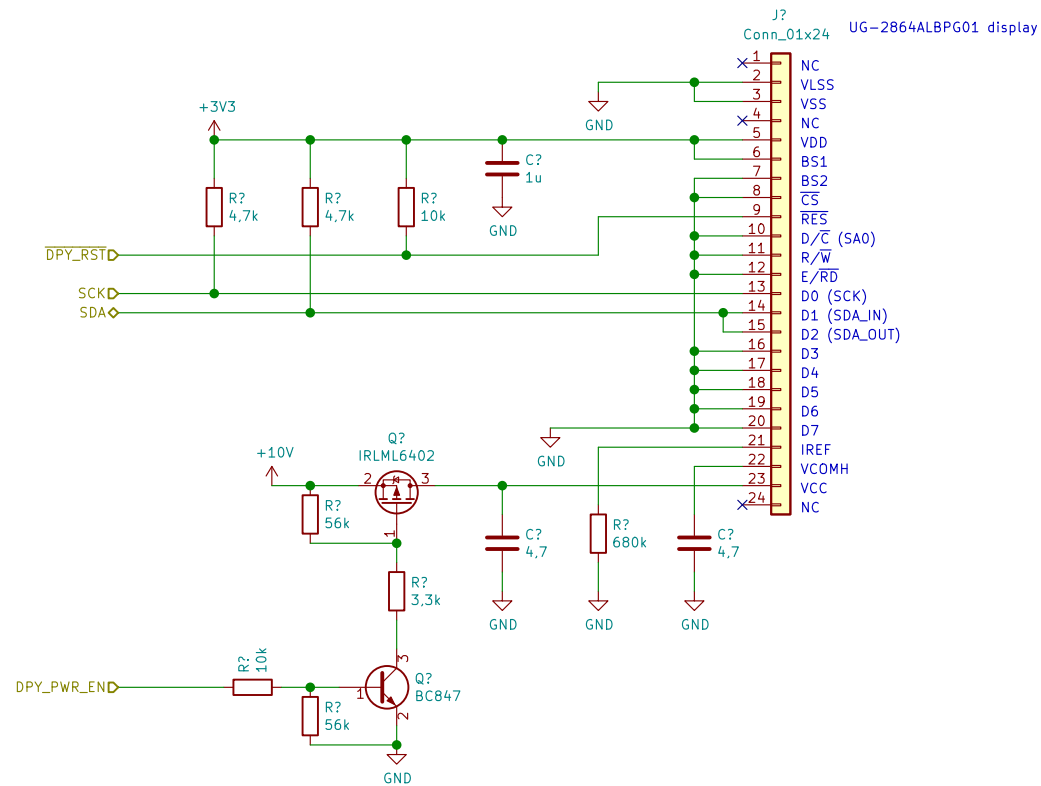 J?
Conn_01x24
UG-2864ALBPG01 display
1 NC
2 VLSS
3 VSS
GND
4 NC
+3V3
5 VDD
6 BS1
C?
1u
7 BS2
8 C̅S̅
R?
4,7k
R?
4,7k
R?
10k
9 R̅E̅S̅
GND
10 D/C̅ (SA0)
D̅P̅Y̅_̅R̅S̅T̅
11 R/W̅
12 E/R̅D̅
SCK
13 D0 (SCK)
SDA
14 D1 (SDA_IN)
15 D2 (SDA_OUT)
16 D3
17 D4
18 D5
19 D6
20 D7
GND
21 IREF
22 VCOMH
23 VCC
24 NC
Q?
IRLML6402
+10V
2
3
1
R?
56k
C?
4,7
R?
680k
C?
4,7
R?
3,3k
GND
GND
GND
R?
10k
DPY_PWR_EN
3
1
2
Q?
BC847
R?
56k
GND